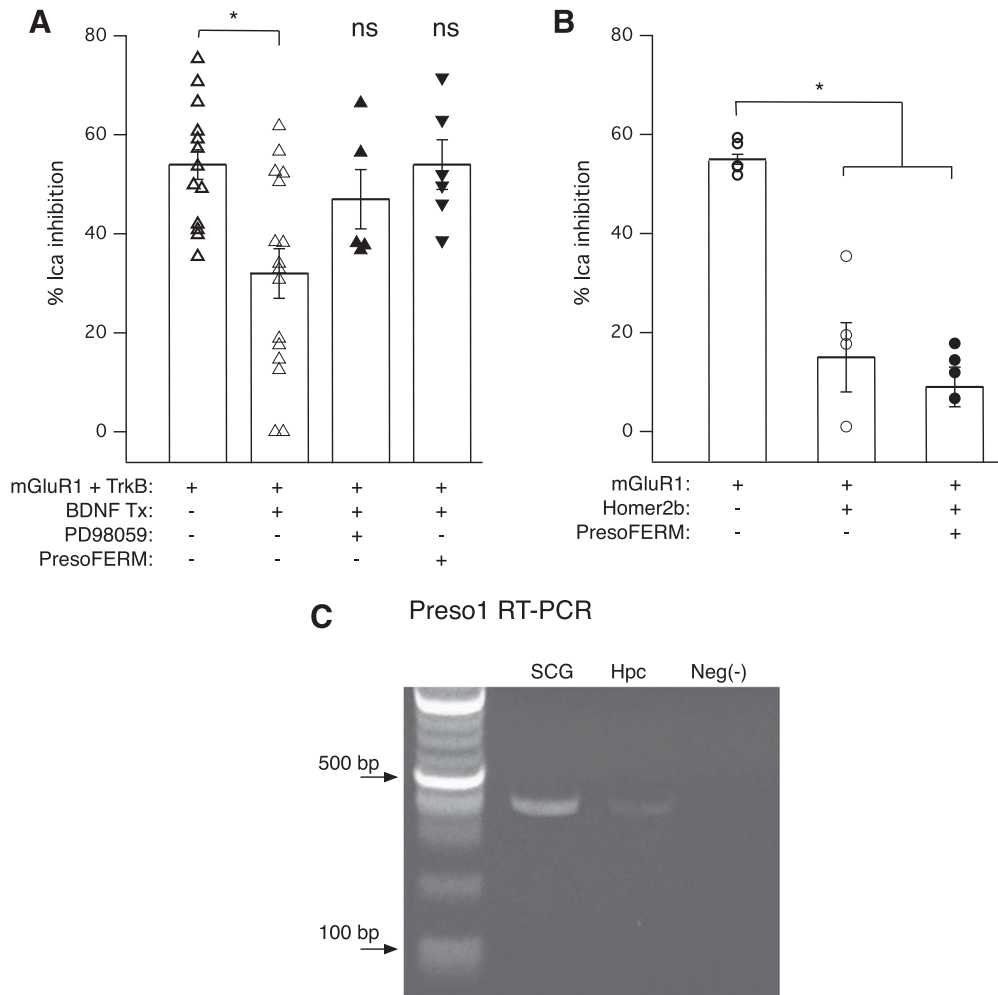 A
*
ns
ns
80
60
40
20
0
% Ica inhibition
mGluR1 + TrkB: + + + +
BDNF Tx: - + + +
PD98059: - - + -
PresoFERM: - - - +
B
*
80
60
40
20
0
% Ica inhibition
mGluR1: + + +
Homer2b: - + +
PresoFERM: - - +
C
Preso1 RT-PCR
SCG Hpc Neg(-)
500 bp
100 bp